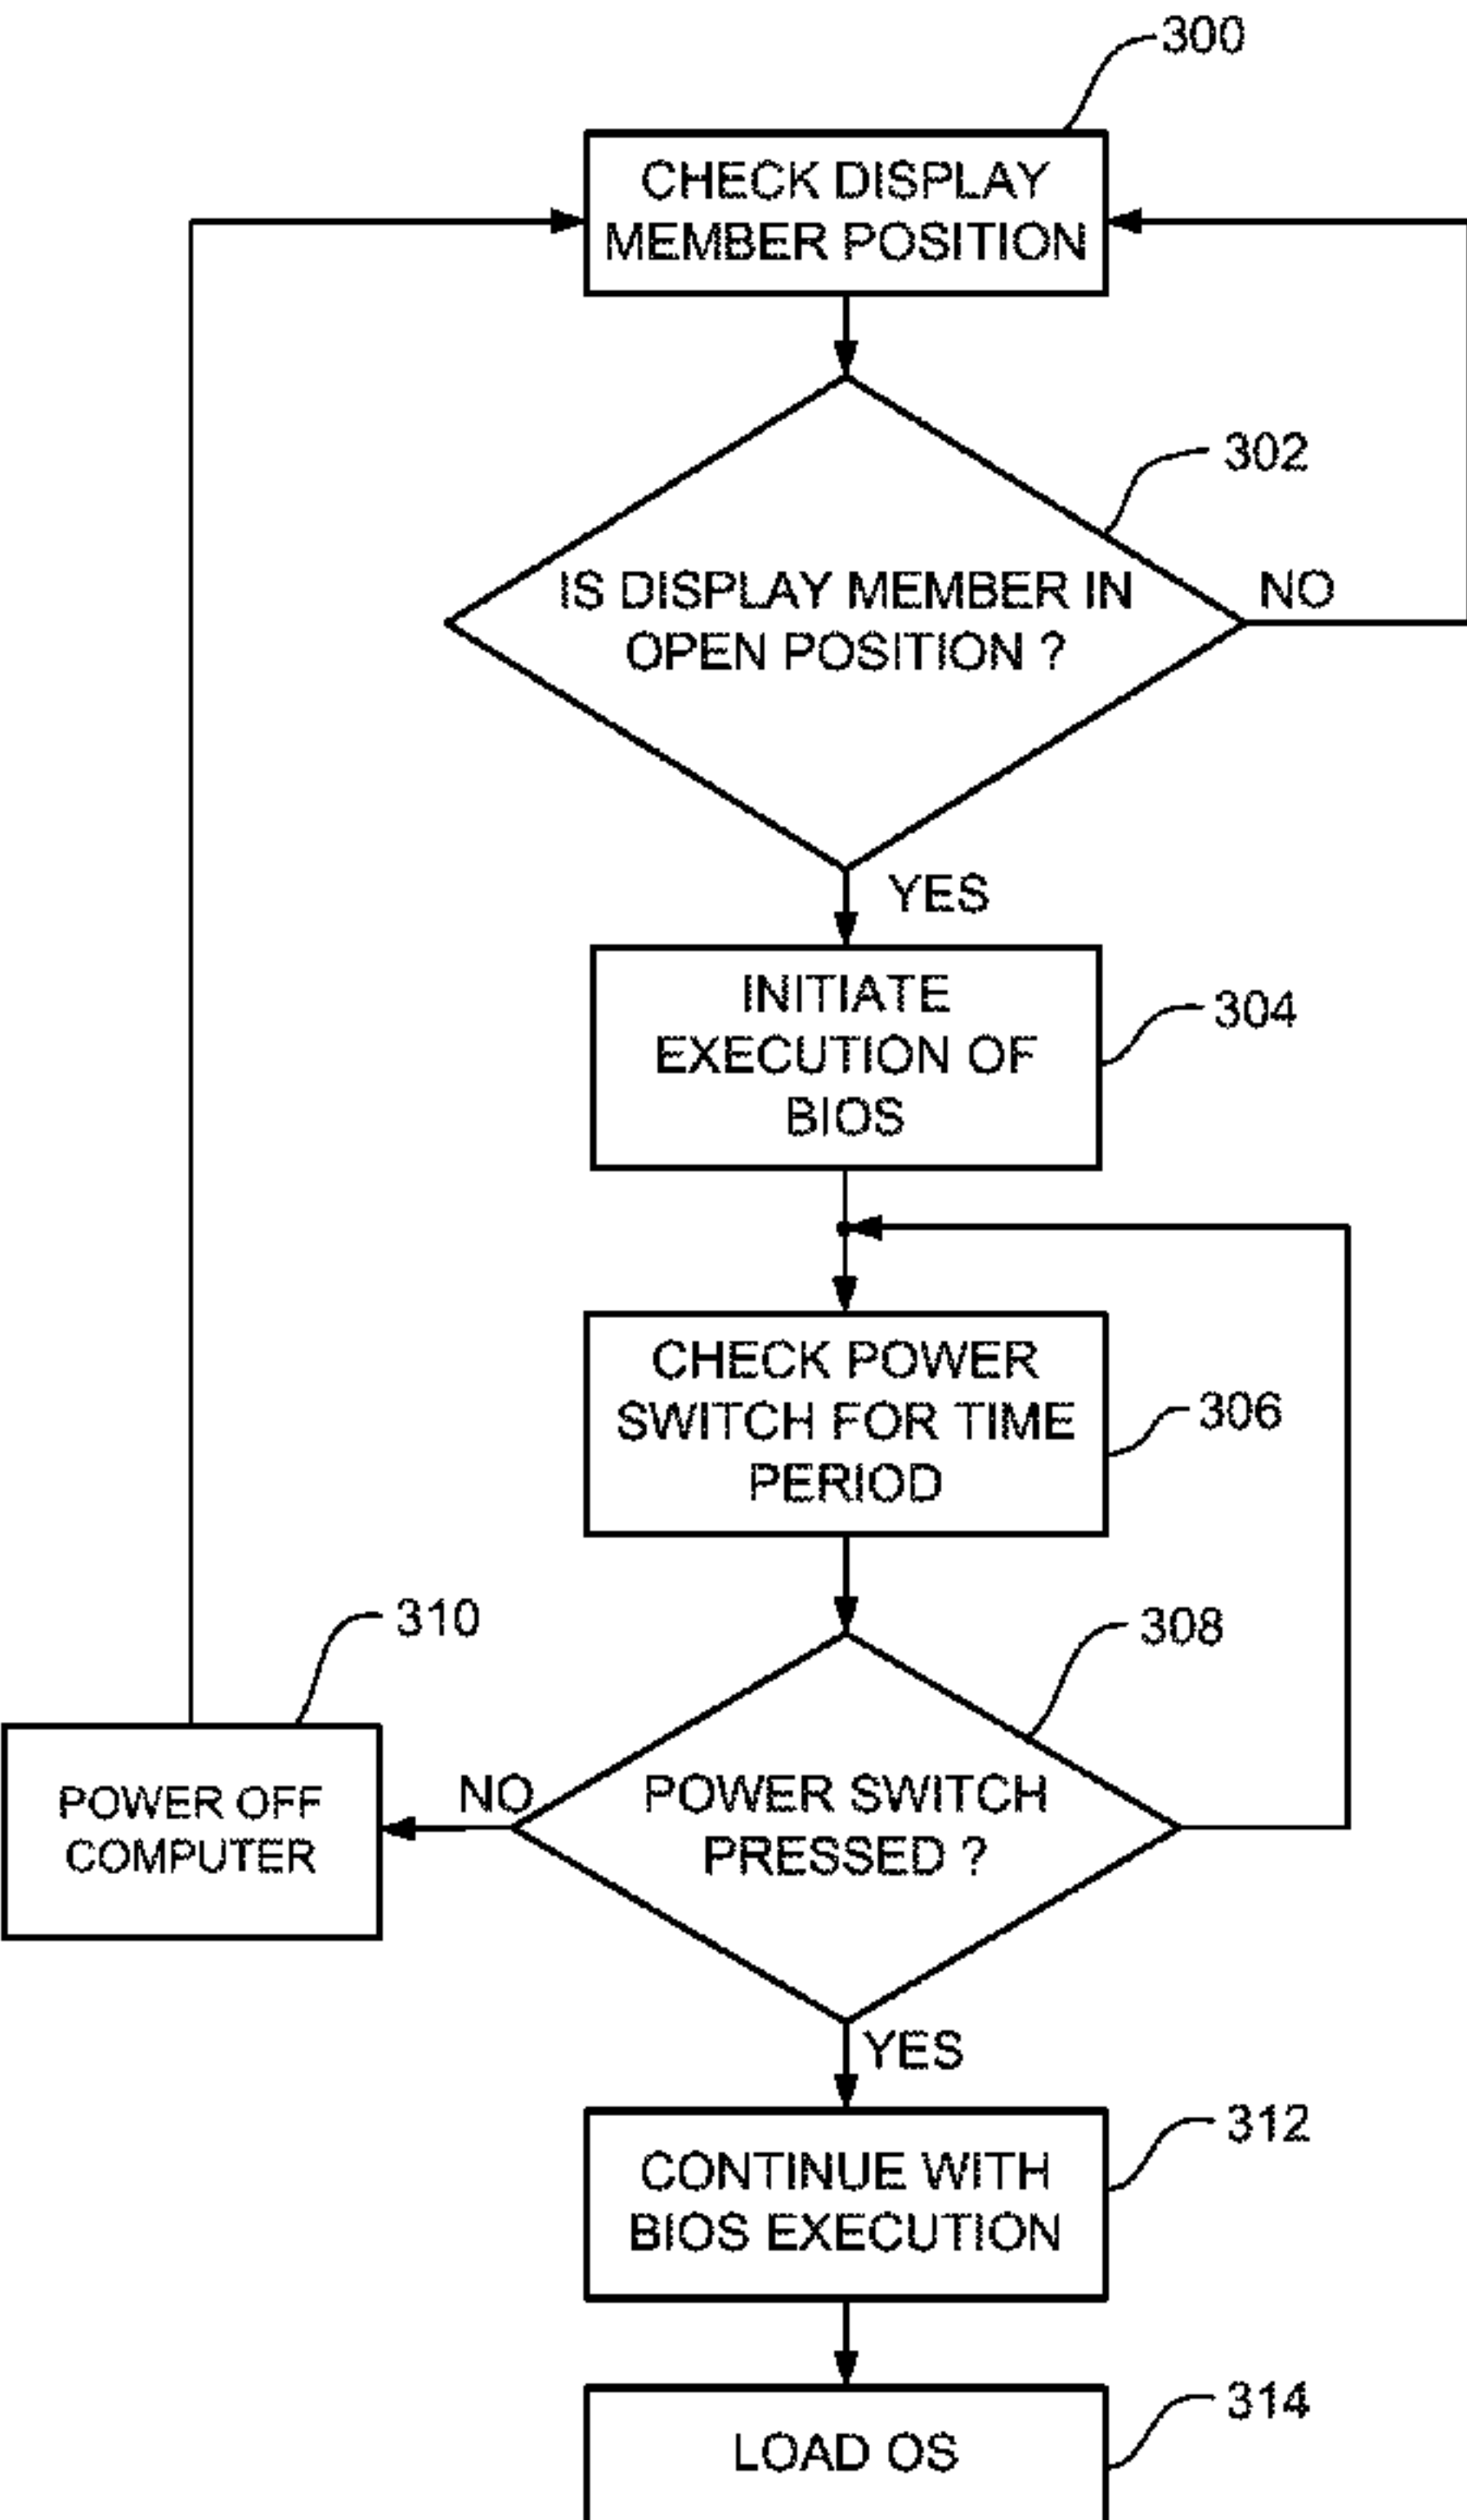 300
CHECK DISPLAY
MEMBER POSITION
302
IS DISPLAY MEMBER IN
OPEN POSITION ?
NO
YES
INITIATE
EXECUTION OF
BIOS
304
CHECK POWER
SWITCH FOR TIME
PERIOD
306
310
308
POWER OFF
COMPUTER
NO
POWER SWITCH
PRESSED ?
YES
312
CONTINUE WITH
BIOS EXECUTION
314
LOAD OS